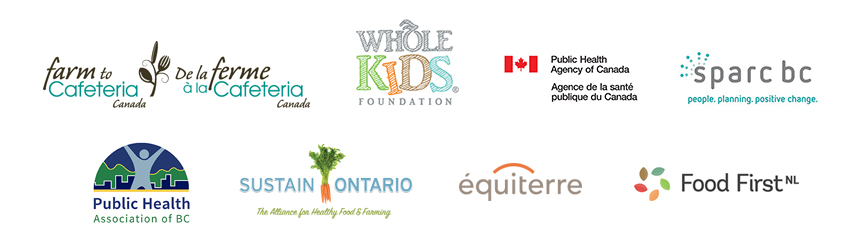 farm to
Cafeteria
Canada
De la ferme
à la Cafeteria
Canada
WHOLE
KIDS®
FOUNDATION
Public Health
Agency of Canada
Agence de la santé
publique du Canada
sparc bc
people. planning. positive change.
Public Health
Association of BC
SUSTAIN ONTARIO
The Alliance for Healthy Food & Farming
équiterre
Food First NL